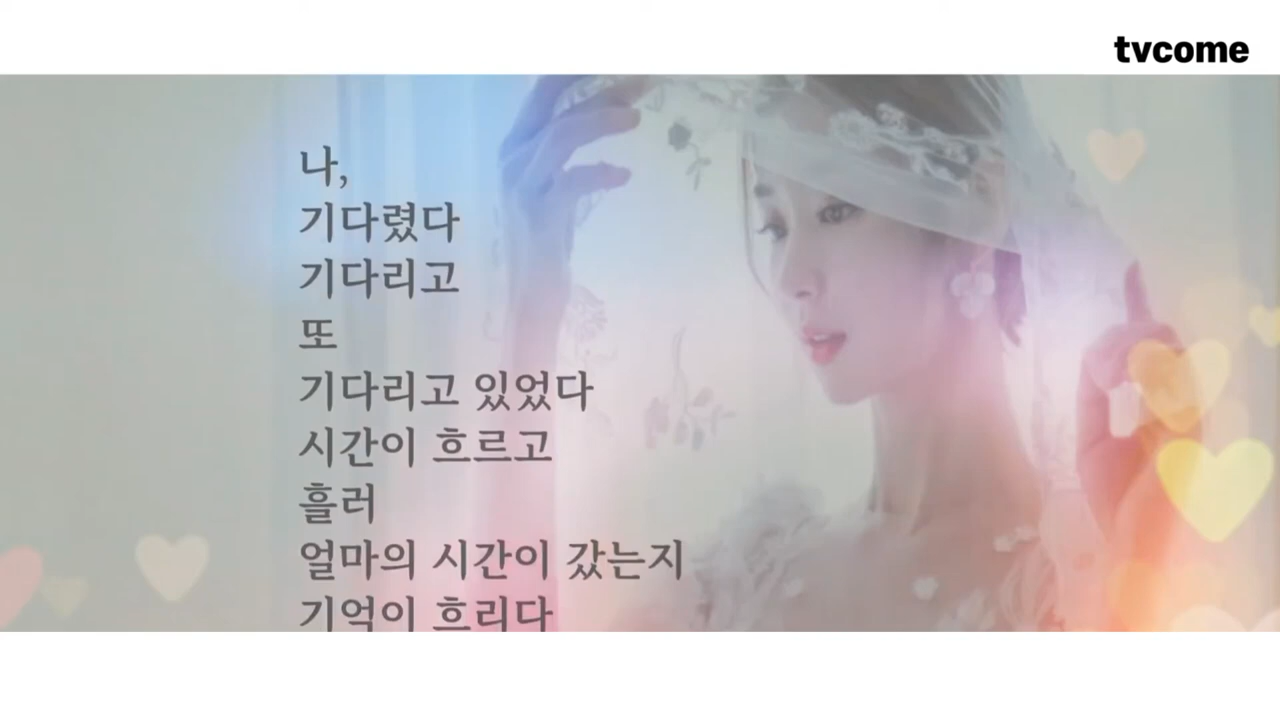 tvcome
나,
기다렸다
기다리고
또
기다리고 있었다
시간이 흐르고
흘러
얼마의 시간이 갔는지
기억이 흐리다